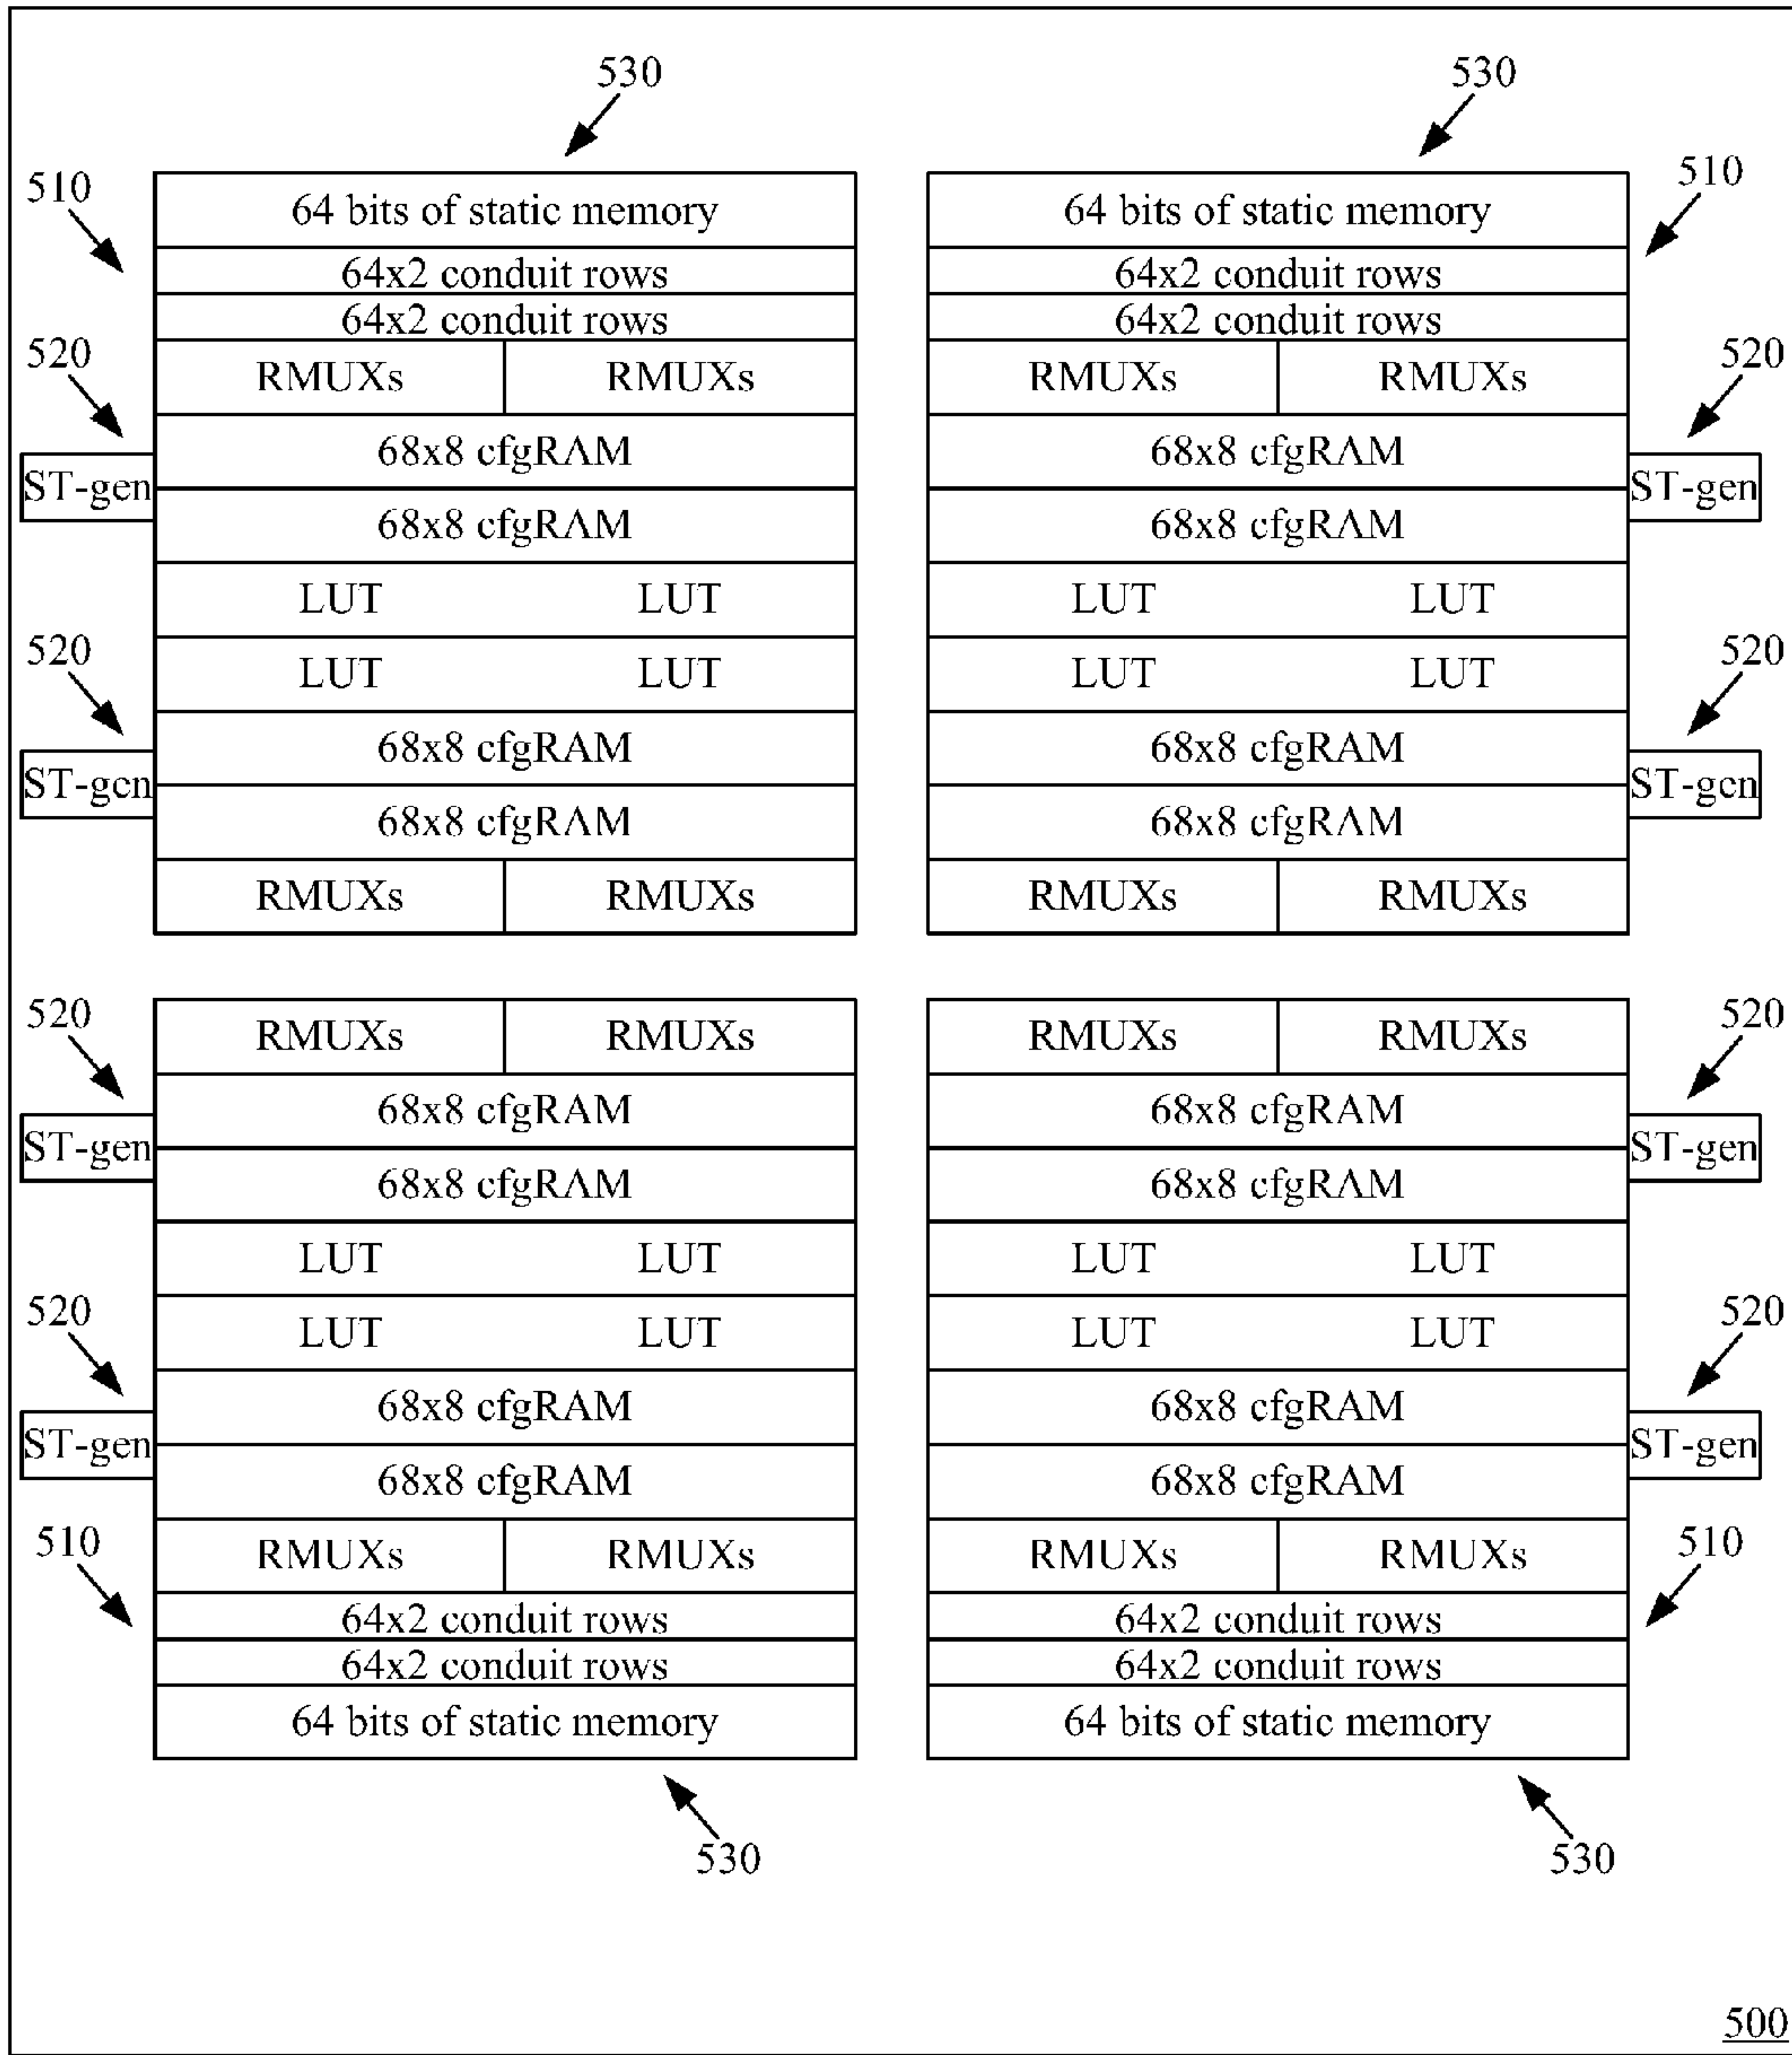 530 530
510 510
64 bits of static memory 64 bits of static memory
64x2 conduit rows 64x2 conduit rows
64x2 conduit rows 64x2 conduit rows
520 520
RMUXs RMUXs RMUXs RMUXs
68x8 cfgRAM 68x8 cfgRAM
ST-gen ST-gen
68x8 cfgRAM 68x8 cfgRAM
LUT LUT LUT LUT
520 520
LUT LUT LUT LUT
68x8 cfgRAM 68x8 cfgRAM
ST-gen ST-gen
68x8 cfgRAM 68x8 cfgRAM
RMUXs RMUXs RMUXs RMUXs
520 520
RMUXs RMUXs RMUXs RMUXs
68x8 cfgRAM 68x8 cfgRAM
ST-gen ST-gen
68x8 cfgRAM 68x8 cfgRAM
LUT LUT LUT LUT
520 520
LUT LUT LUT LUT
68x8 cfgRAM 68x8 cfgRAM
ST-gen ST-gen
68x8 cfgRAM 68x8 cfgRAM
510 510
RMUXs RMUXs RMUXs RMUXs
64x2 conduit rows 64x2 conduit rows
64x2 conduit rows 64x2 conduit rows
64 bits of static memory 64 bits of static memory
530 530
500